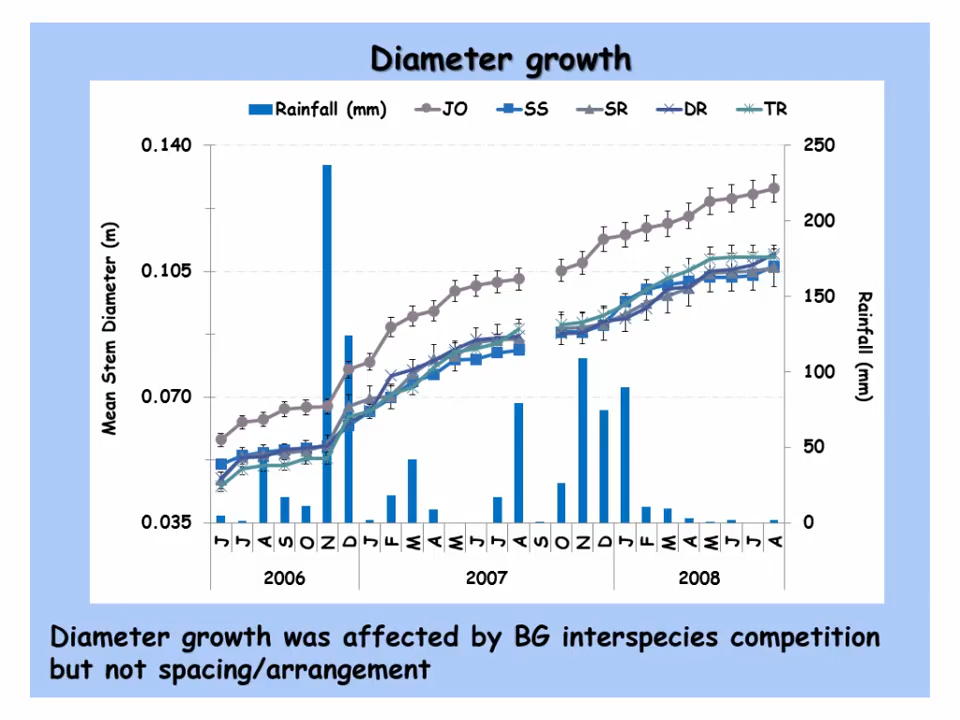 Diameter growth
Rainfall (mm) JO SS SR DR TR
0.140
0.105
0.070
0.035
Mean Stem Diameter (m)
250
200
150
100
50
0
Rainfall (mm)
J J A S O N D J F M A M J J A S O N D J F M A M J J A
2006 2007 2008
Diameter growth was affected by BG interspecies competition
but not spacing/arrangement